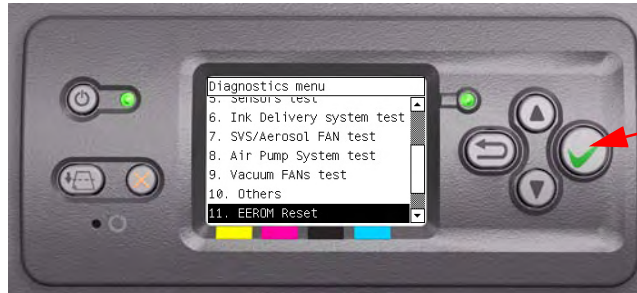 Diagnostics menu
5. Sensors test
6. Ink Delivery system test
7. SVS/Aerosol FAN test
8. Air Pump System test
9. Vacuum FANs test
10. Others
11. EEROM Reset